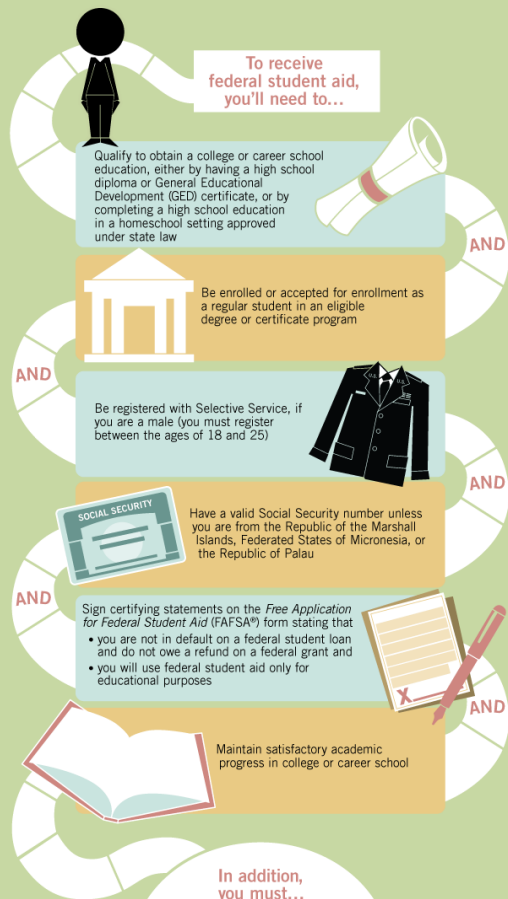 To receive
federal student aid,
you'll need to...
Qualify to obtain a college or career school
education, either by having a high school
diploma or General Educational
Development (GED) certificate, or by
completing a high school education
in a homeschool setting approved
under state law
AND
Be enrolled or accepted for enrollment as
a regular student in an eligible
degree or certificate program
AND
Be registered with Selective Service, if
you are a male (you must register
between the ages of 18 and 25)
U.S. U.S.
AND
SOCIAL SECURITY
Have a valid Social Security number unless
you are from the Republic of the Marshall
Islands, Federated States of Micronesia, or
the Republic of Palau
AND
Sign certifying statements on the Free Application
for Federal Student Aid (FAFSA®) form stating that
• you are not in default on a federal student loan
and do not owe a refund on a federal grant and
• you will use federal student aid only for
educational purposes
X
AND
Maintain satisfactory academic
progress in college or career school
In addition,
you must...